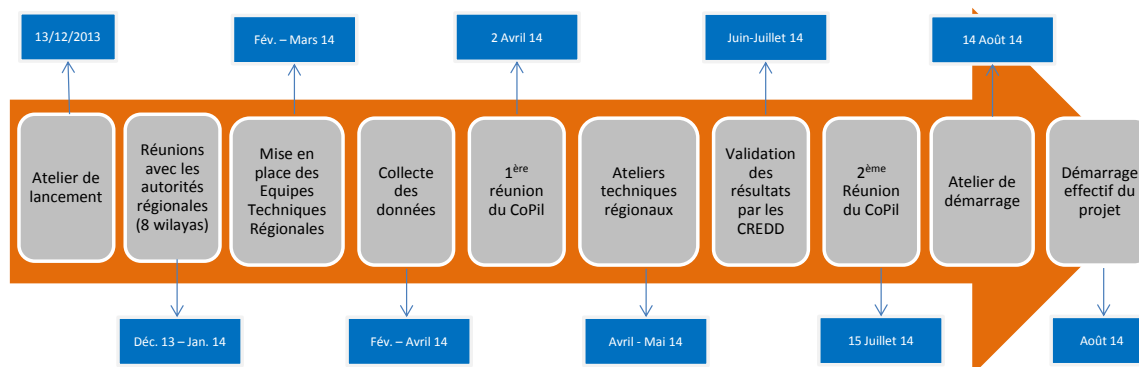 13/12/2013
Fév. – Mars 14
2 Avril 14
Juin-Juillet 14
14 Août 14
Atelier de
lancement
Réunions
avec les
autorités
régionales
(8 wilayas)
Mise en
place des
Equipes
Techniques
Régionales
Collecte
des
données
1ère
réunion
du CoPil
Ateliers
techniques
régionaux
Validation
des
résultats
par les
CREDD
2ème
Réunion
du CoPil
Atelier de
démarrage
Démarrage
effectif du
projet
Déc. 13 – Jan. 14
Fév. – Avril 14
Avril - Mai 14
15 Juillet 14
Août 14